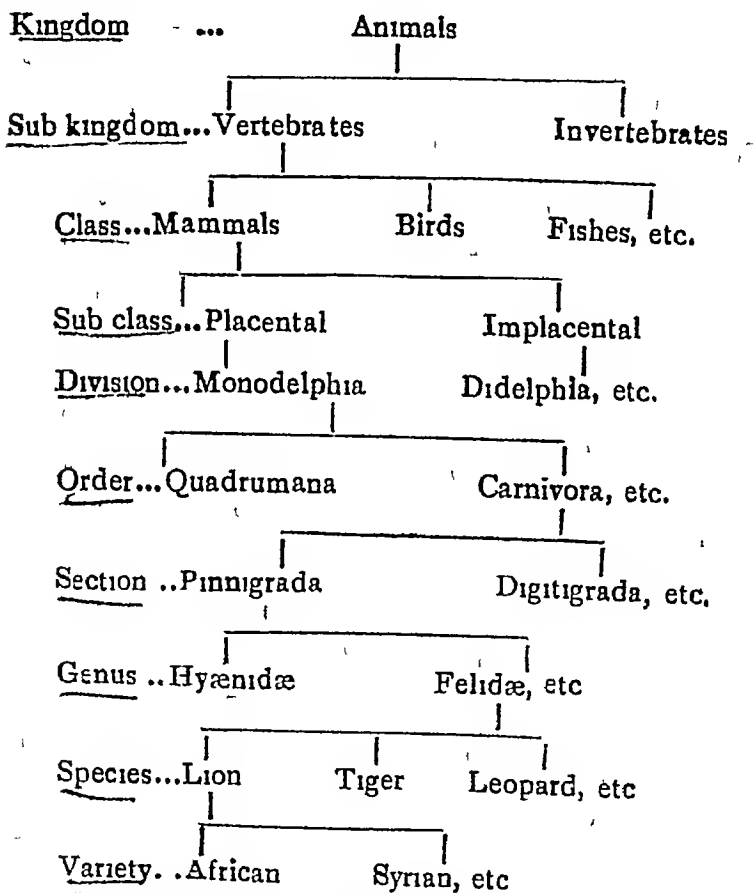 Kingdom - ... Animals
Sub kingdom...Vertebrates Invertebrates
Class...Mammals Birds Fishes, etc.
Sub class...Placental Implacental
Division...Monodelphia Didelphia, etc.
Order...Quadrumana Carnivora, etc.
Section ..Pinnigrada Digitigrada, etc.
Genus ..Hyænidæ Felidæ, etc
Species...Lion Tiger Leopard, etc
Variety. .African Syrian, etc